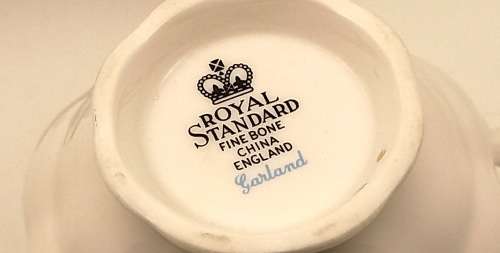 ROYAL
STANDARD
FINE BONE
CHINA
ENGLAND
Garland